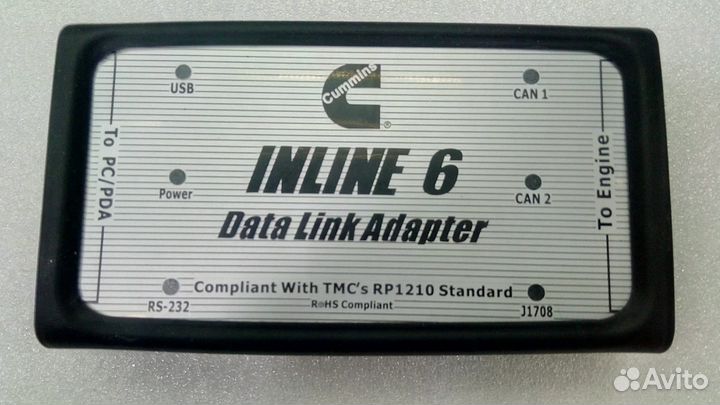 Cummins
®
USB
CAN 1
To PC/PDA
INLINE 6
To Engine
Power
CAN 2
Data Link Adapter
Compliant With TMC's RP1210 Standard
RS-232
RoHS Compliant
J1708
Avito